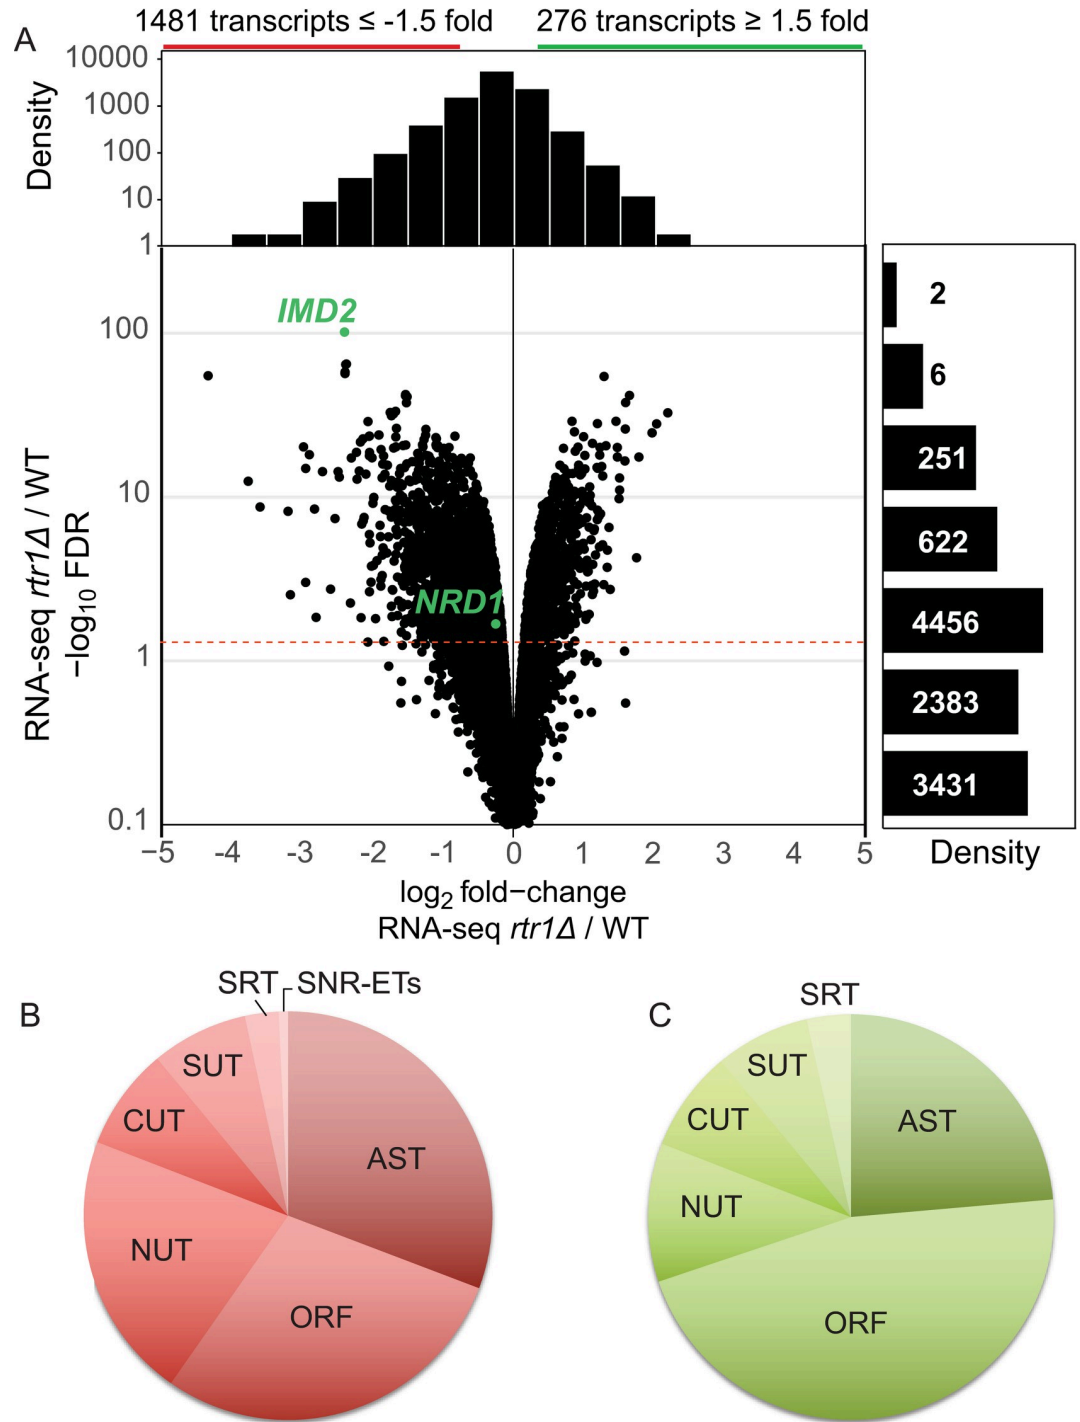 A
1481 transcripts ≤ -1.5 fold
276 transcripts ≥ 1.5 fold
Density
10000
1000
100
10
1
RNA-seq rtr1Δ / WT
−log10 FDR
100
10
1
0.1
IMD2
NRD1
2
6
251
622
4456
2383
3431
−5 -4 -3 -2 -1 0 1 2 3 4 5
Density
log2 fold−change
RNA-seq rtr1Δ / WT
B
SRT
SNR-ETs
SUT
CUT
AST
NUT
ORF
C
SRT
SUT
CUT
AST
NUT
ORF